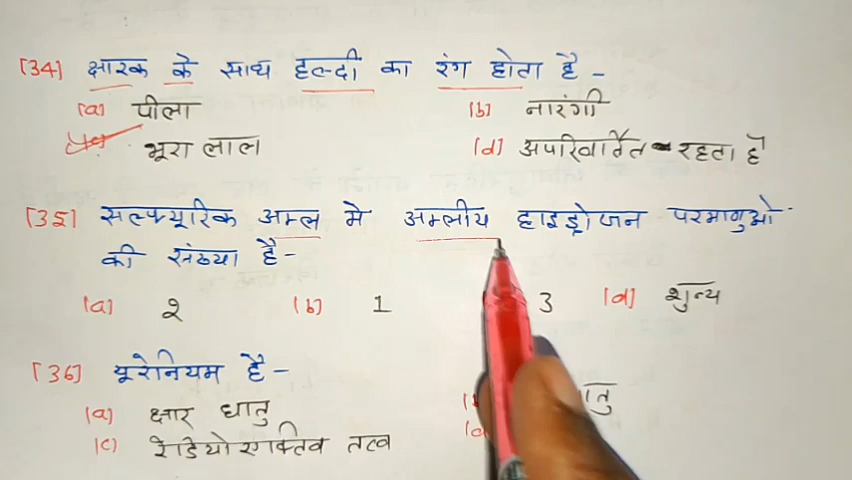 [34] क्षारक के साथ हल्दी का रंग होता है -
(a) पीला (b) नारंगी
भूरा लाल (d) अपरिवर्तित रहता है
[35] सल्फ्यूरिक अम्ल मे अम्लीय हाइड्रोजन परमाणुओ
की संख्या है -
(a) 2 (b) 1 3 (d) शुन्य
[36] यूरेनियम है -
(a) क्षार धातु
(c) रेडियो एक्टिव तत्व